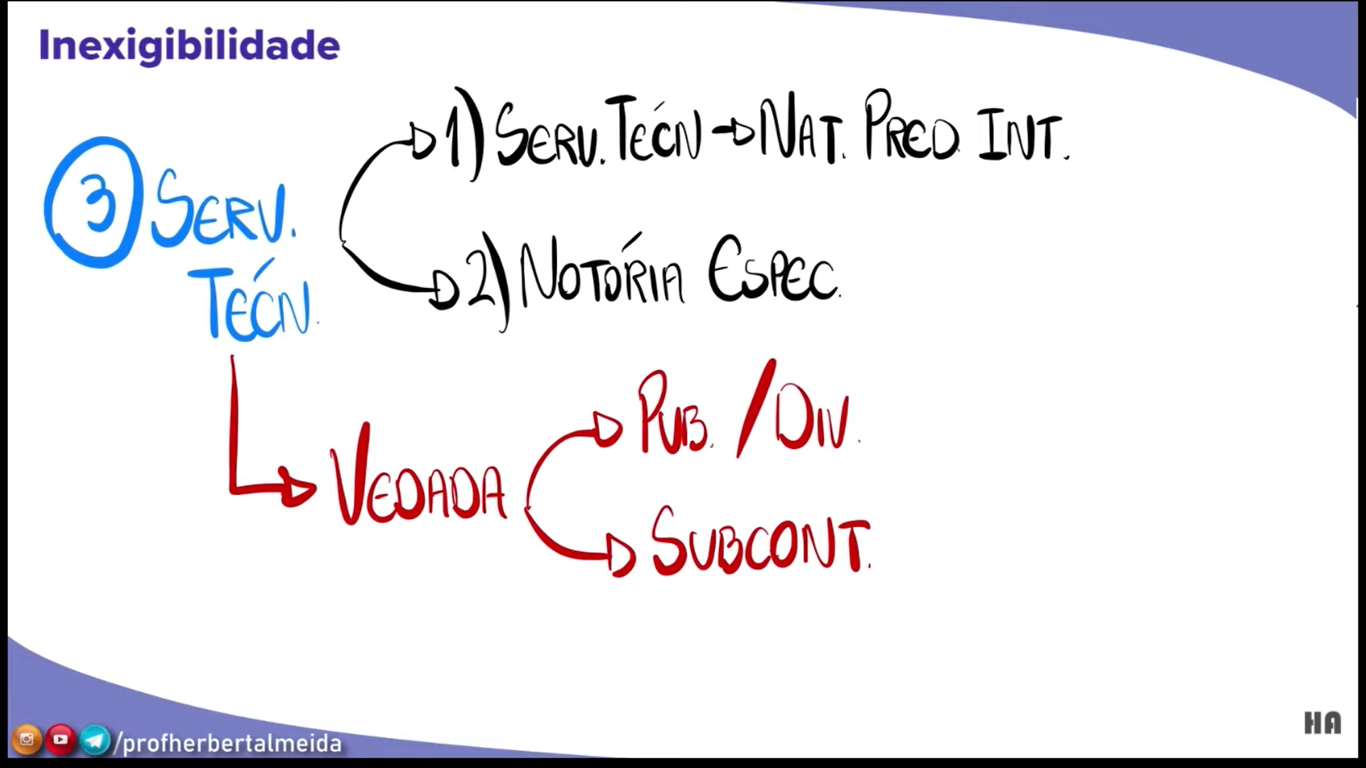 Inexigibilidade
1) SERV. TÉCN → NAT. PRED. INT.
3 SERV.
TÉCN.
2) NOTÓRIA ESPEC.
PUB. / DIV.
VEDADA
SUBCONT.
/profherbertalmeida
HA